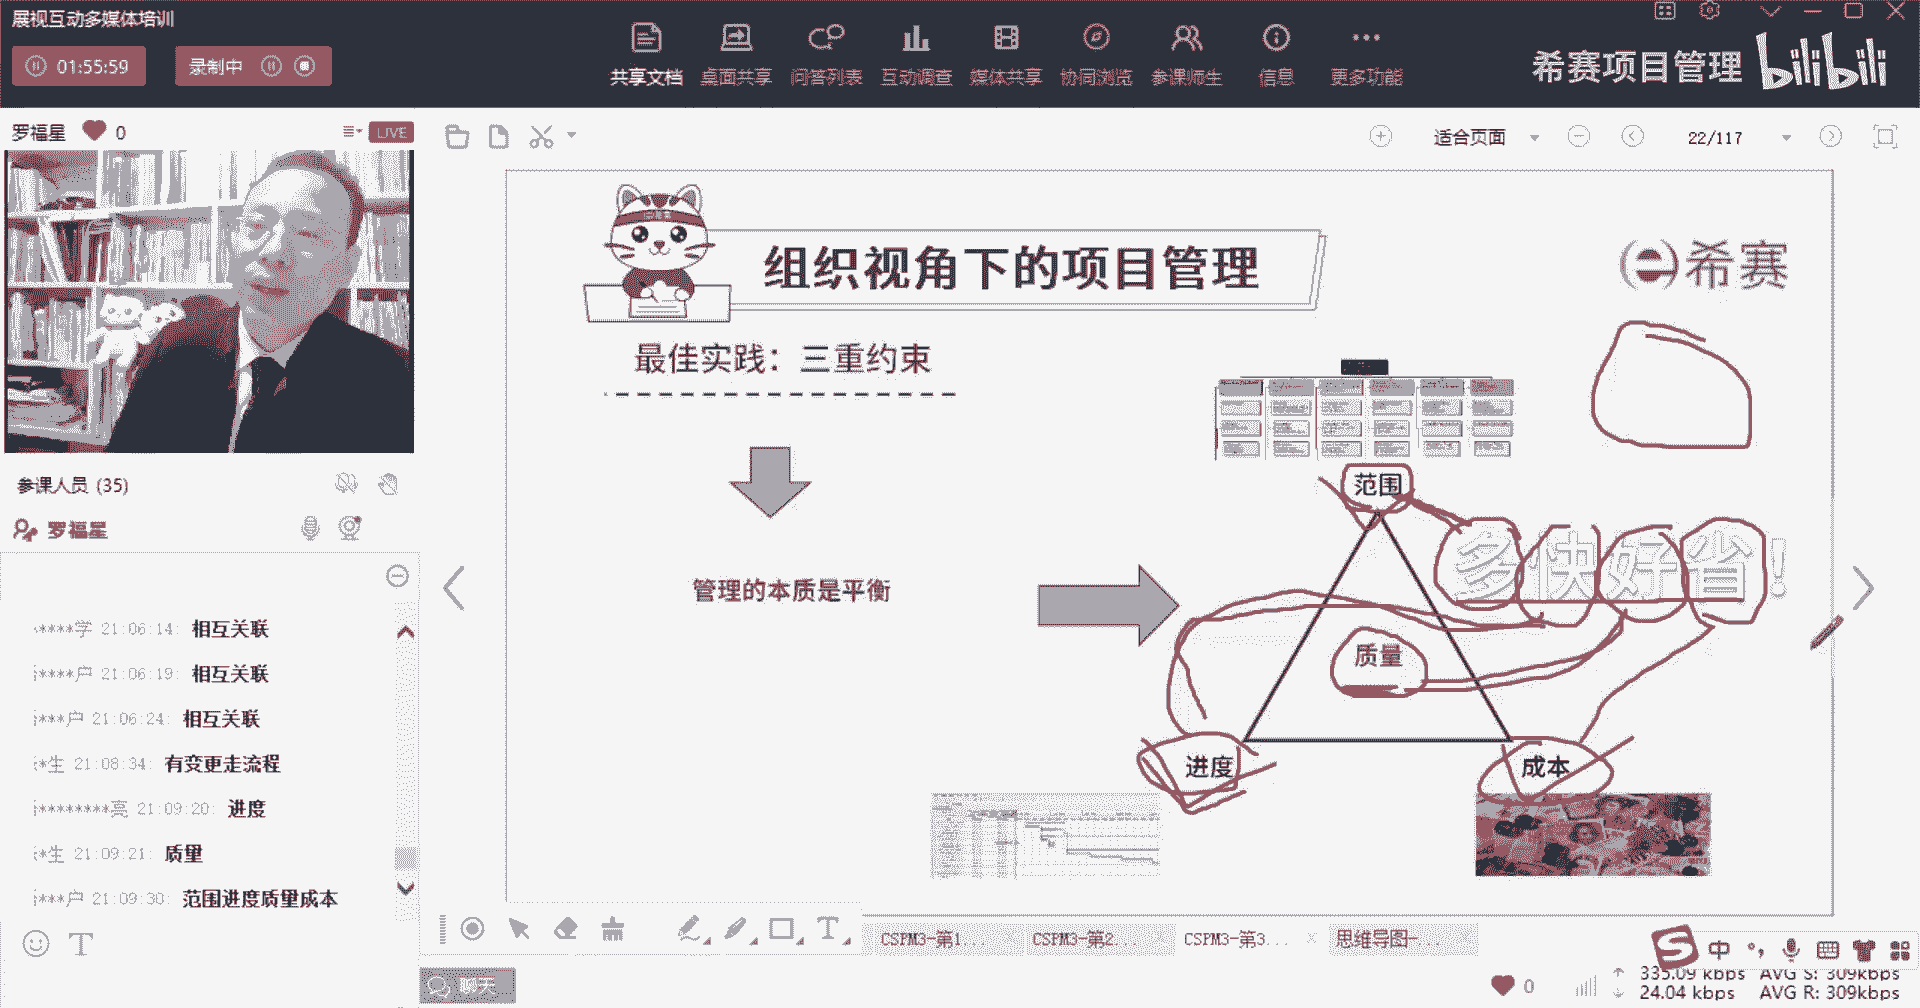 展视互动多媒体培训
01:55:59
录制中
共享文档 桌面共享 问答列表 互动调查 媒体共享 协同浏览 参课师生 信息 更多功能
希赛项目管理 bilibili
罗福星 0 LIVE
适合页面 22/117
组织视角下的项目管理
希赛
最佳实践：三重约束
范围
多快好省！
管理的本质是平衡
质量
进度
成本
参课人员 (35)
罗福星
学 21:06:14: 相互关联
户 21:06:19: 相互关联
户 21:06:24: 相互关联
生 21:08:34: 有变更走流程
亮 21:09:20: 进度
生 21:09:21: 质量
户 21:09:30: 范围进度质量成本
CSPM3-第1... CSPM3-第2... CSPM3-第3... 思维导图-...
聊天
中
0
335.09 kbps AVG S: 309kbps
24.04 kbps AVG R: 309kbps